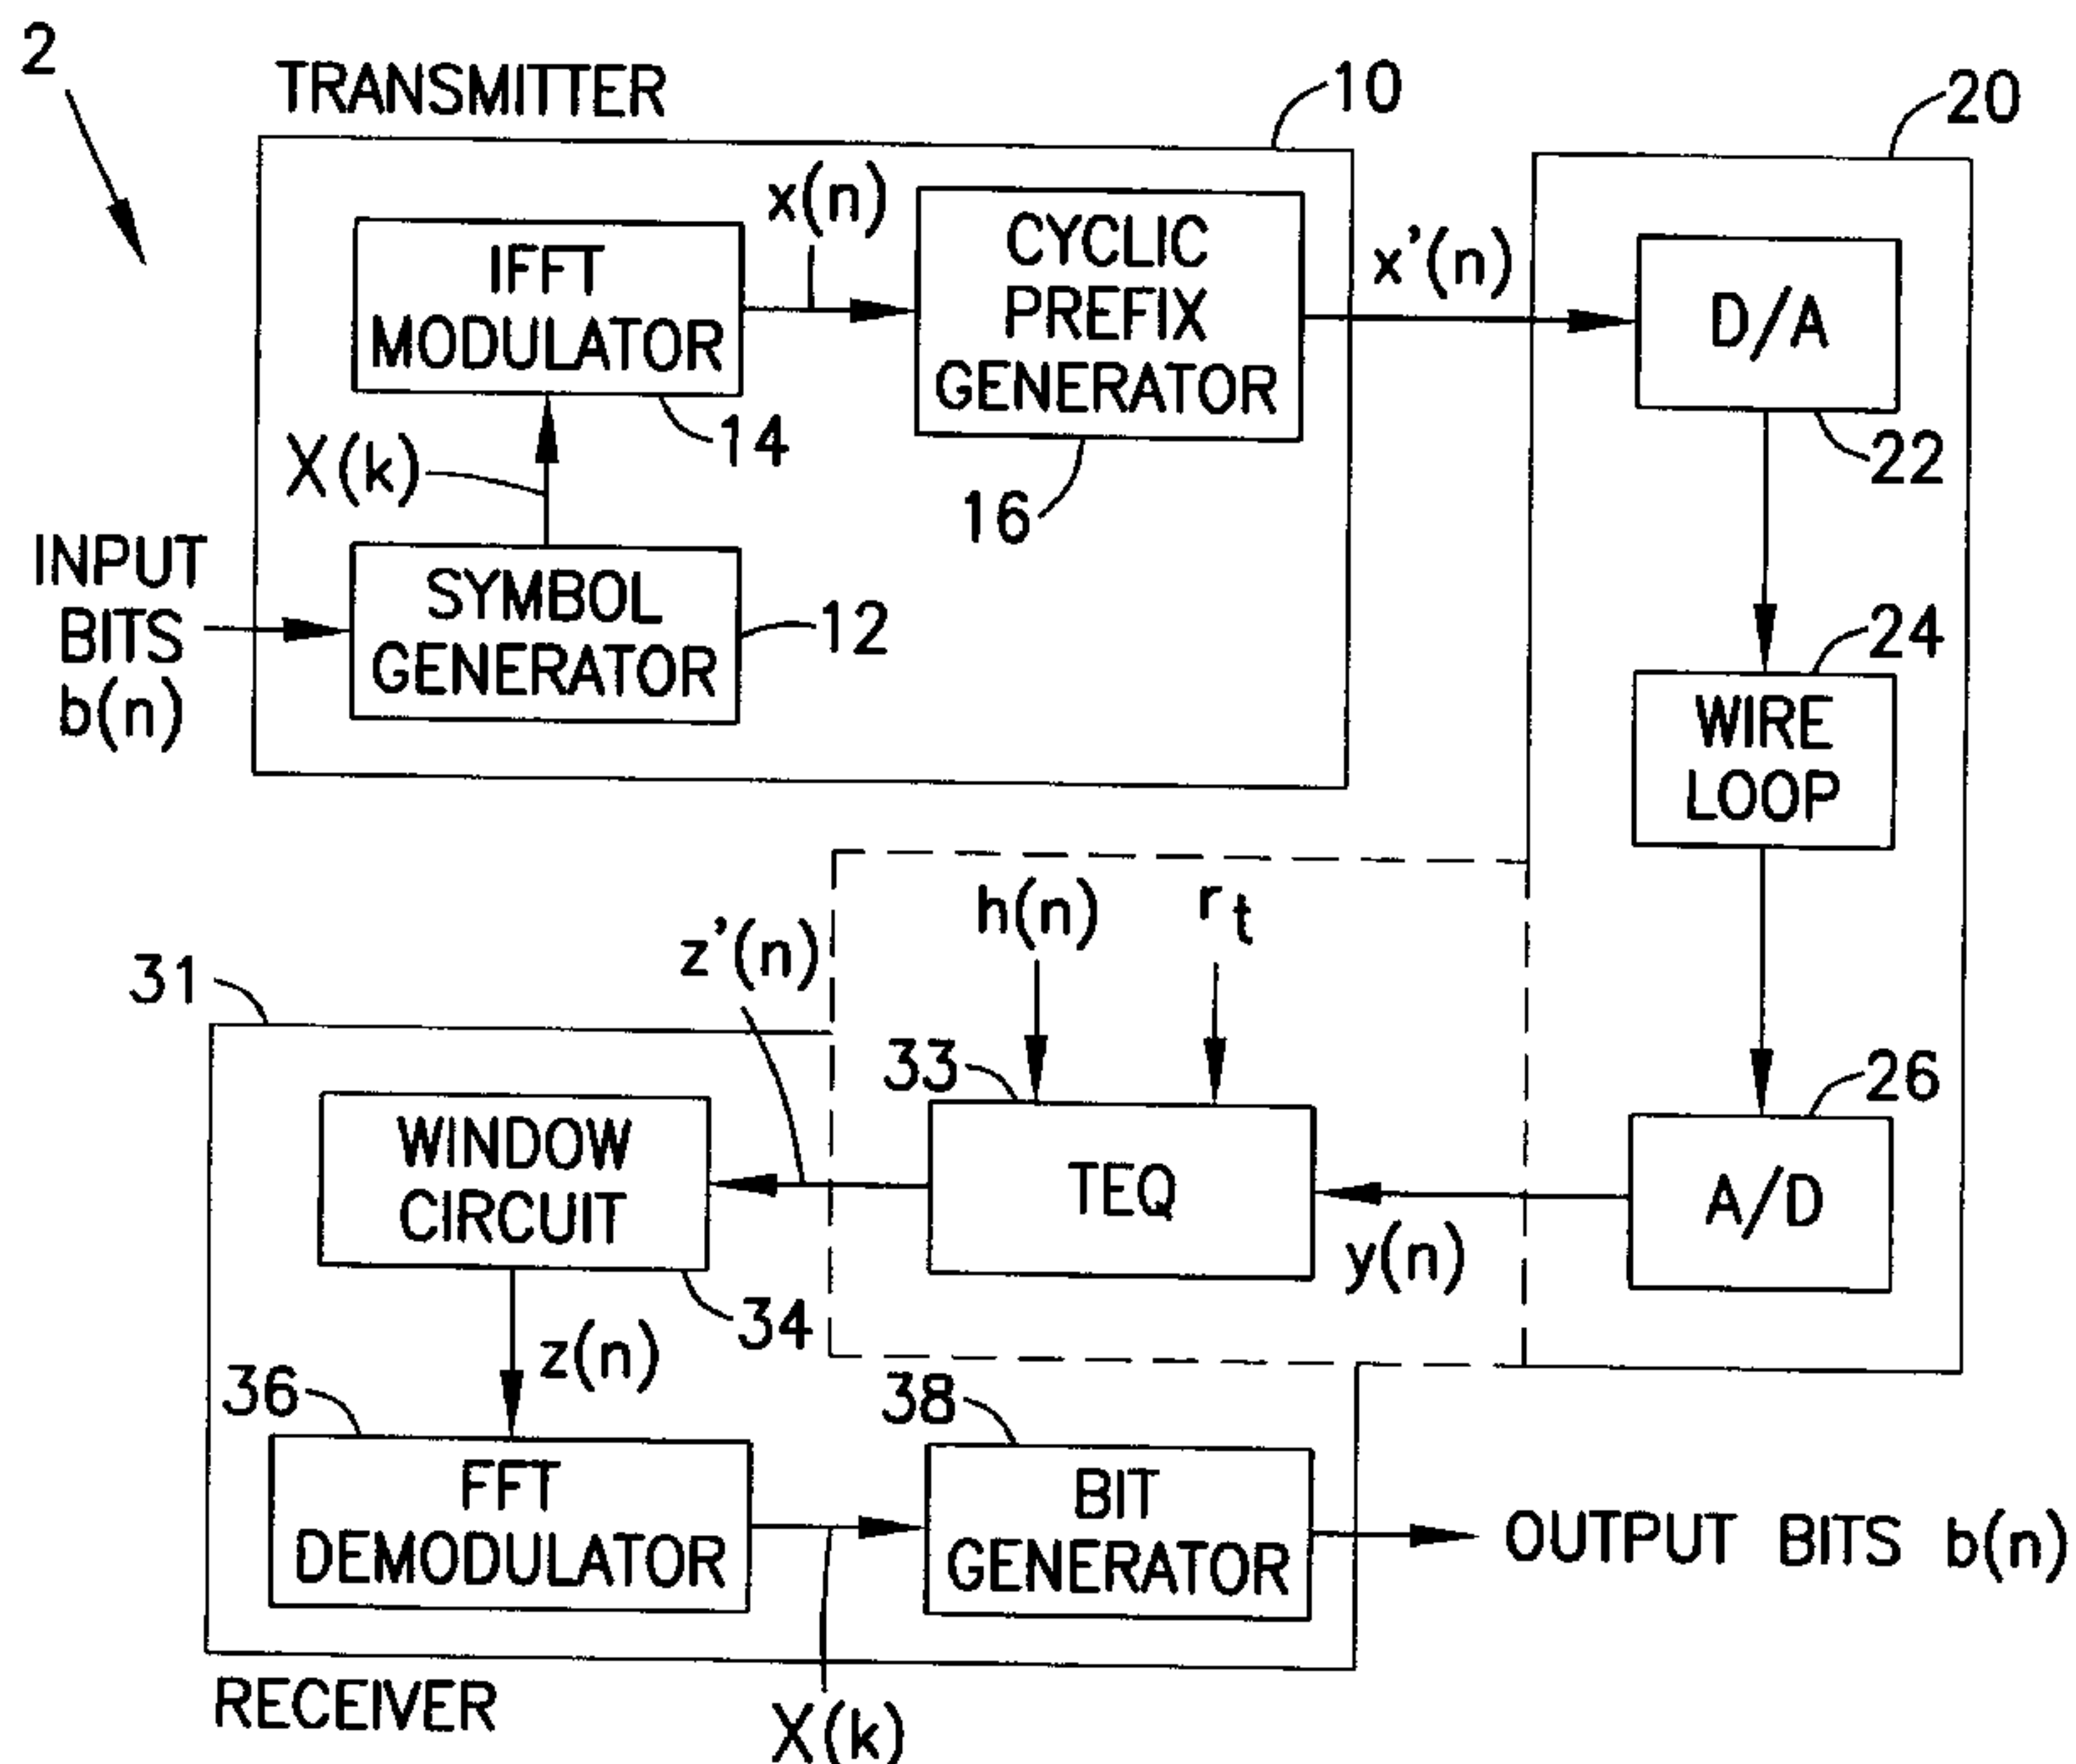 2
TRANSMITTER
10
20
x(n)
IFFT
MODULATOR
14
CYCLIC
PREFIX
GENERATOR
16
x'(n)
D/A
22
X(k)
INPUT
BITS
b(n)
SYMBOL
GENERATOR
12
24
WIRE
LOOP
h(n)
r t
z'(n)
31
33
26
WINDOW
CIRCUIT
34
TEQ
y(n)
A/D
z(n)
36
38
FFT
DEMODULATOR
BIT
GENERATOR
OUTPUT BITS b(n)
RECEIVER
X(k)